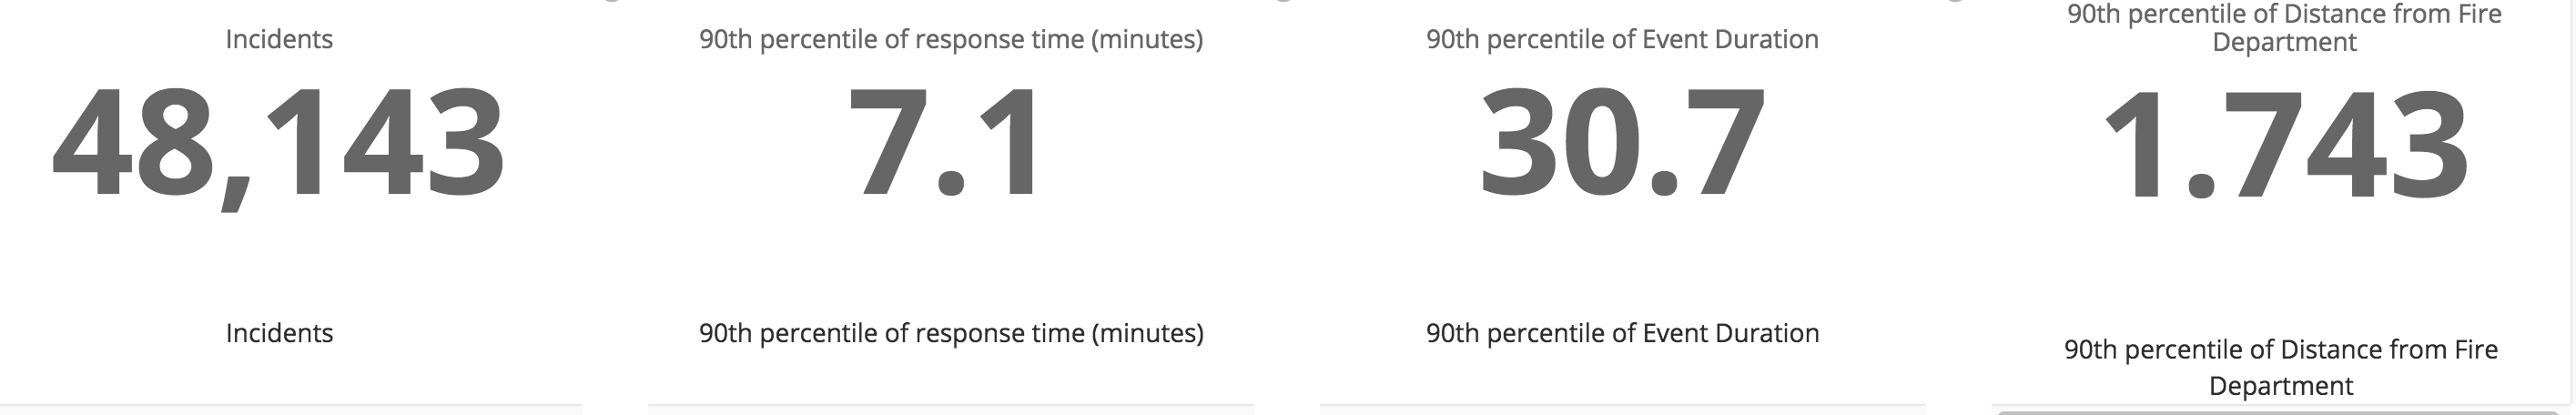 Incidents
48,143
Incidents
90th percentile of response time (minutes)
7.1
90th percentile of response time (minutes)
90th percentile of Event Duration
30.7
90th percentile of Event Duration
90th percentile of Distance from Fire
Department
1.743
90th percentile of Distance from Fire
Department